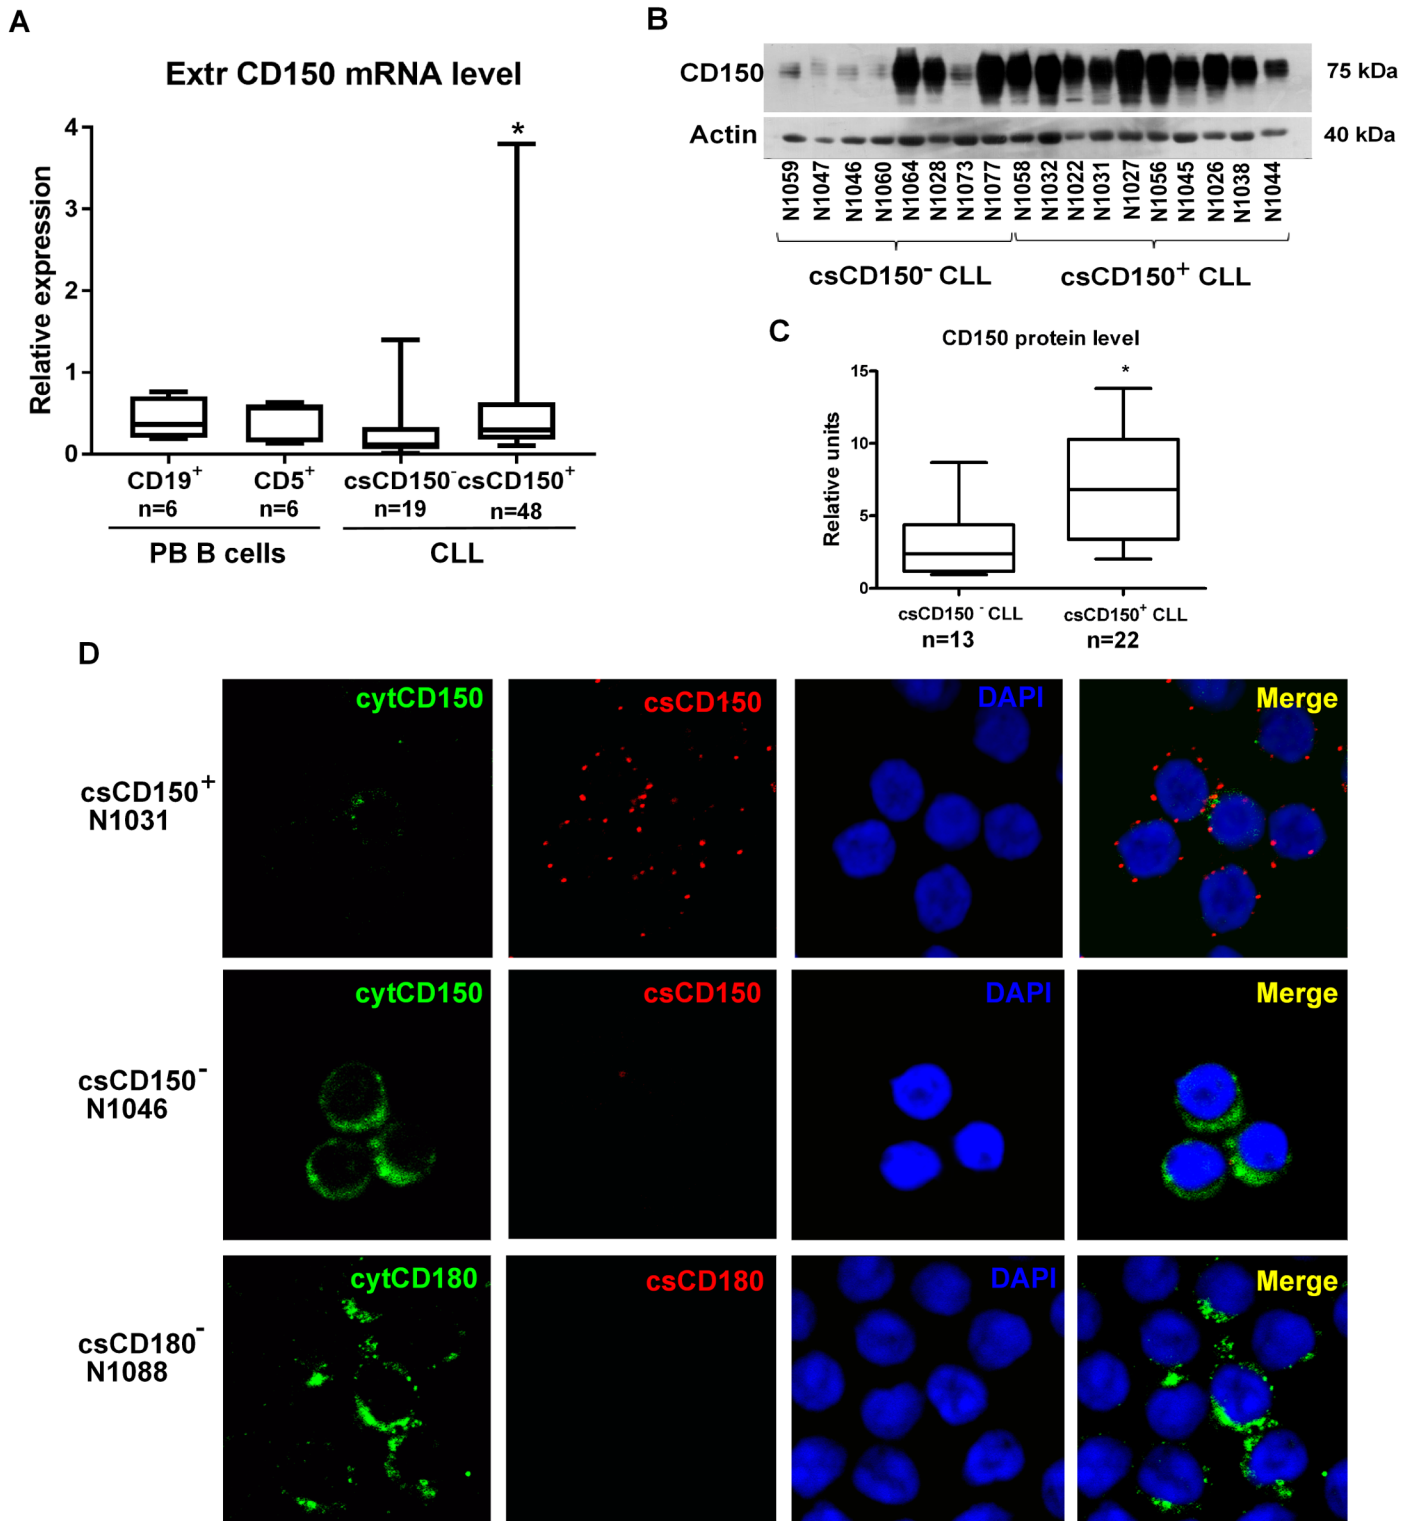 A
Extr CD150 mRNA level
Relative expression
4
3
2
1
0
*
CD19⁺ CD5⁺ csCD150⁻ csCD150⁺
n=6 n=6 n=19 n=48
PB B cells CLL
B
CD150 75 kDa
Actin 40 kDa
N1059 N1047 N1046 N1060 N1064 N1028 N1073 N1077 N1058 N1032 N1022 N1031 N1027 N1056 N1045 N1026 N1038 N1044
csCD150⁻ CLL csCD150⁺ CLL
C
CD150 protein level
Relative units
15
10
5
0
*
csCD150⁻ CLL csCD150⁺ CLL
n=13 n=22
D
csCD150⁺
N1031
cytCD150 csCD150 DAPI Merge
csCD150⁻
N1046
cytCD150 csCD150 DAPI Merge
csCD180⁻
N1088
cytCD180 csCD180 DAPI Merge